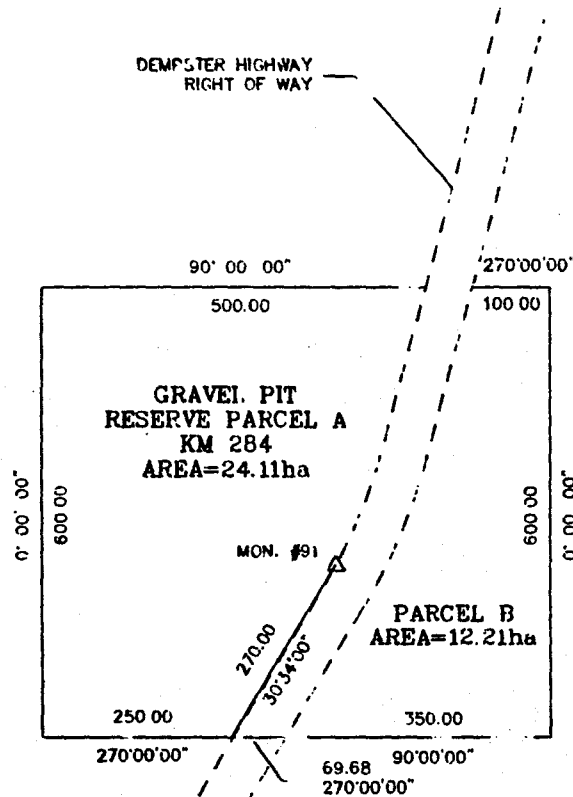 DEMPSTER HIGHWAY
RIGHT OF WAY
90° 00' 00"
270°00'00"
500.00
100.00
GRAVEL PIT
RESERVE PARCEL A
KM 284
AREA=24.11ha
0° 00' 00"
600.00
600.00
0° 00' 00"
MON. #91
PARCEL B
AREA=12.21ha
270.00
30°34'00"
250.00
350.00
270°00'00"
90°00'00"
69.68
270°00'00"